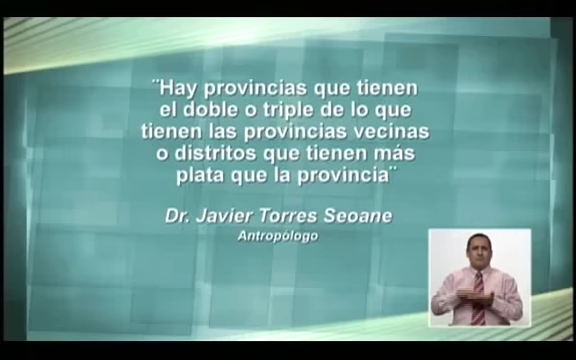 ¨Hay provincias que tienen
el doble o triple de lo que
tienen las provincias vecinas
o distritos que tienen más
plata que la provincia¨
Dr. Javier Torres Seoane
Antropólogo